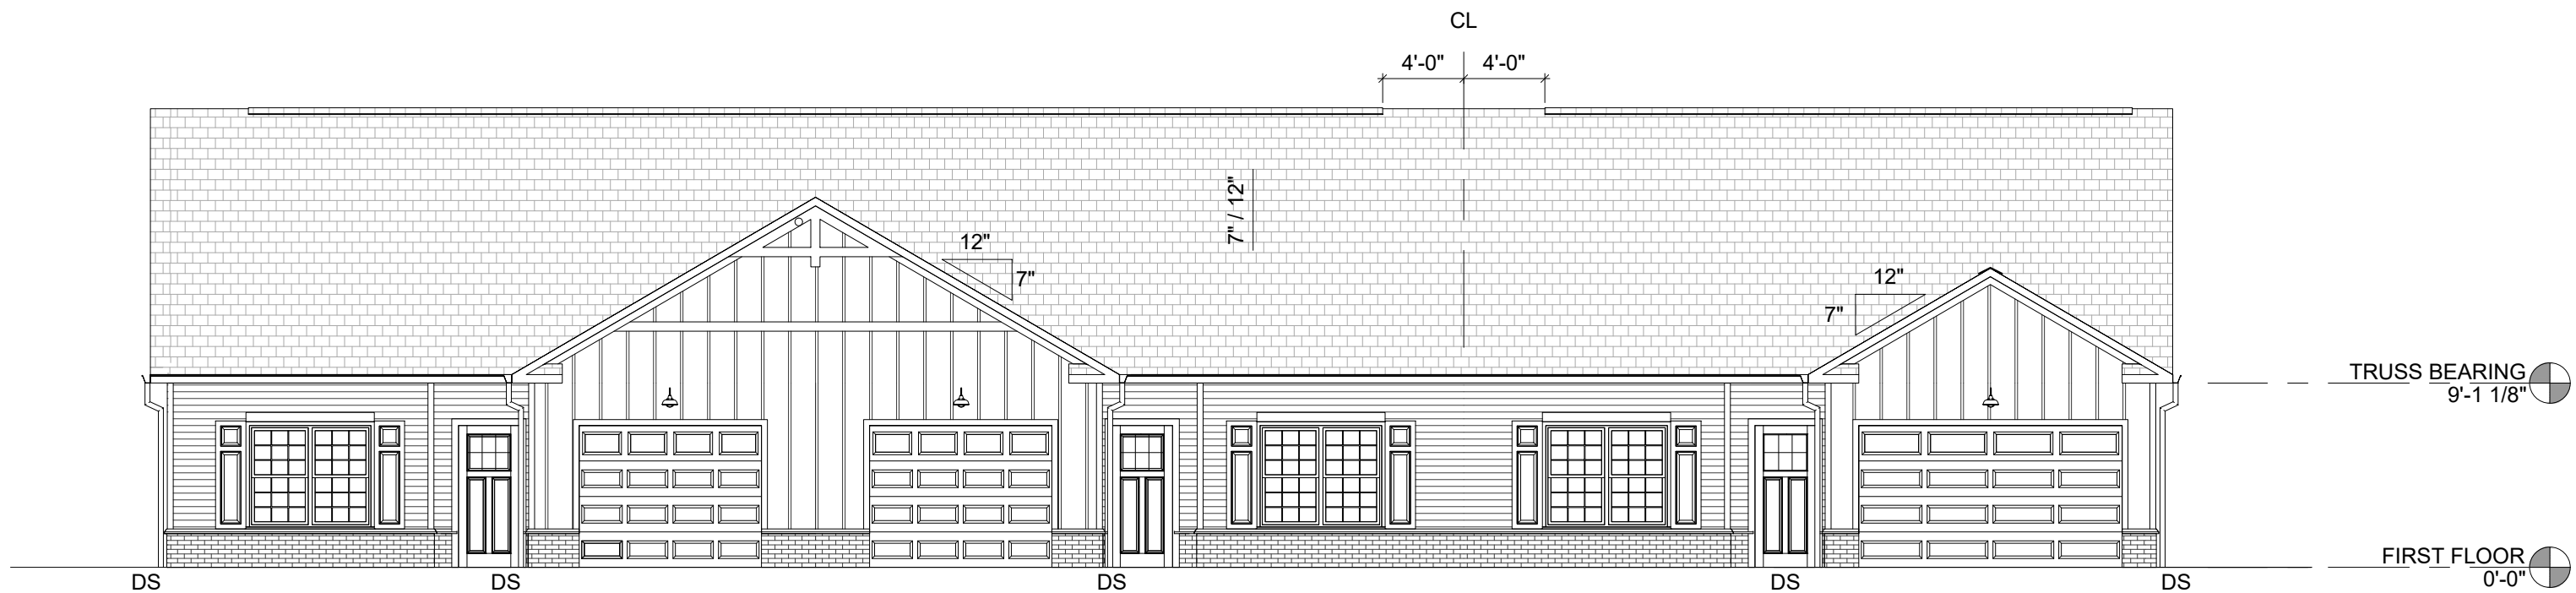 CL
4'-0" 4'-0"
7" / 12"
12"
7"
12"
7"
TRUSS BEARING
9'-1 1/8"
FIRST FLOOR
0'-0"
DS DS DS DS DS